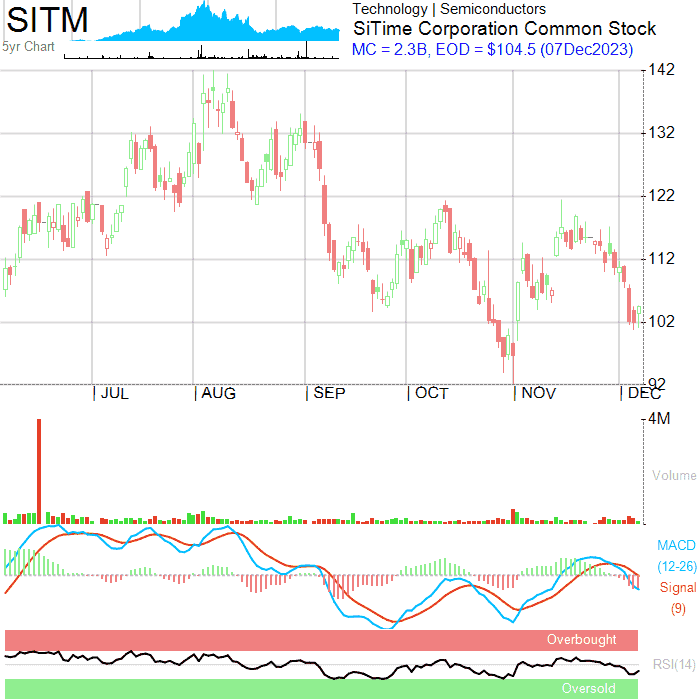 SITM
5yr Chart
Technology | Semiconductors
SiTime Corporation Common Stock
MC = 2.3B, EOD = $104.5 (07Dec2023)
142
132
122
112
102
92
JUL AUG SEP OCT NOV DEC
4M
Volume
MACD
(12-26)
Signal
(9)
Overbought
RSI(14)
Oversold